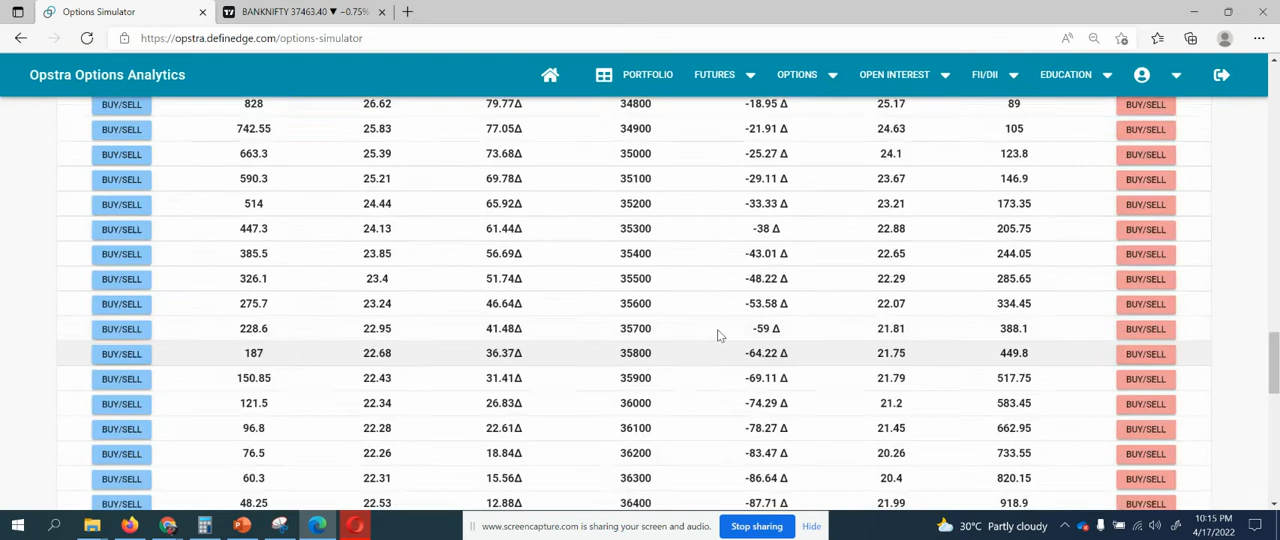 Options Simulator
BANKNIFTY 37463.40 ▼ −0.75%
https://opstra.definedge.com/options-simulator
Opstra Options Analytics PORTFOLIO FUTURES OPTIONS OPEN INTEREST FII/DII EDUCATION
BUY/SELL 828 26.62 79.77Δ 34800 -18.95 Δ 25.17 89 BUY/SELL
BUY/SELL 742.55 25.83 77.05Δ 34900 -21.91 Δ 24.63 105 BUY/SELL
BUY/SELL 663.3 25.39 73.68Δ 35000 -25.27 Δ 24.1 123.8 BUY/SELL
BUY/SELL 590.3 25.21 69.78Δ 35100 -29.11 Δ 23.67 146.9 BUY/SELL
BUY/SELL 514 24.44 65.92Δ 35200 -33.33 Δ 23.21 173.35 BUY/SELL
BUY/SELL 447.3 24.13 61.44Δ 35300 -38 Δ 22.88 205.75 BUY/SELL
BUY/SELL 385.5 23.85 56.69Δ 35400 -43.01 Δ 22.65 244.05 BUY/SELL
BUY/SELL 326.1 23.4 51.74Δ 35500 -48.22 Δ 22.29 285.65 BUY/SELL
BUY/SELL 275.7 23.24 46.64Δ 35600 -53.58 Δ 22.07 334.45 BUY/SELL
BUY/SELL 228.6 22.95 41.48Δ 35700 -59 Δ 21.81 388.1 BUY/SELL
BUY/SELL 187 22.68 36.37Δ 35800 -64.22 Δ 21.75 449.8 BUY/SELL
BUY/SELL 150.85 22.43 31.41Δ 35900 -69.11 Δ 21.79 517.75 BUY/SELL
BUY/SELL 121.5 22.34 26.83Δ 36000 -74.29 Δ 21.2 583.45 BUY/SELL
BUY/SELL 96.8 22.28 22.61Δ 36100 -78.27 Δ 21.45 662.95 BUY/SELL
BUY/SELL 76.5 22.26 18.84Δ 36200 -83.47 Δ 20.26 733.55 BUY/SELL
BUY/SELL 60.3 22.31 15.56Δ 36300 -86.64 Δ 20.4 820.15 BUY/SELL
BUY/SELL 48.25 22.53 12.88Δ 36400 -87.71 Δ 21.99 918.9 BUY/SELL
www.screencapture.com is sharing your screen and audio. Stop sharing Hide
30°C Partly cloudy
10:15 PM
4/17/2022